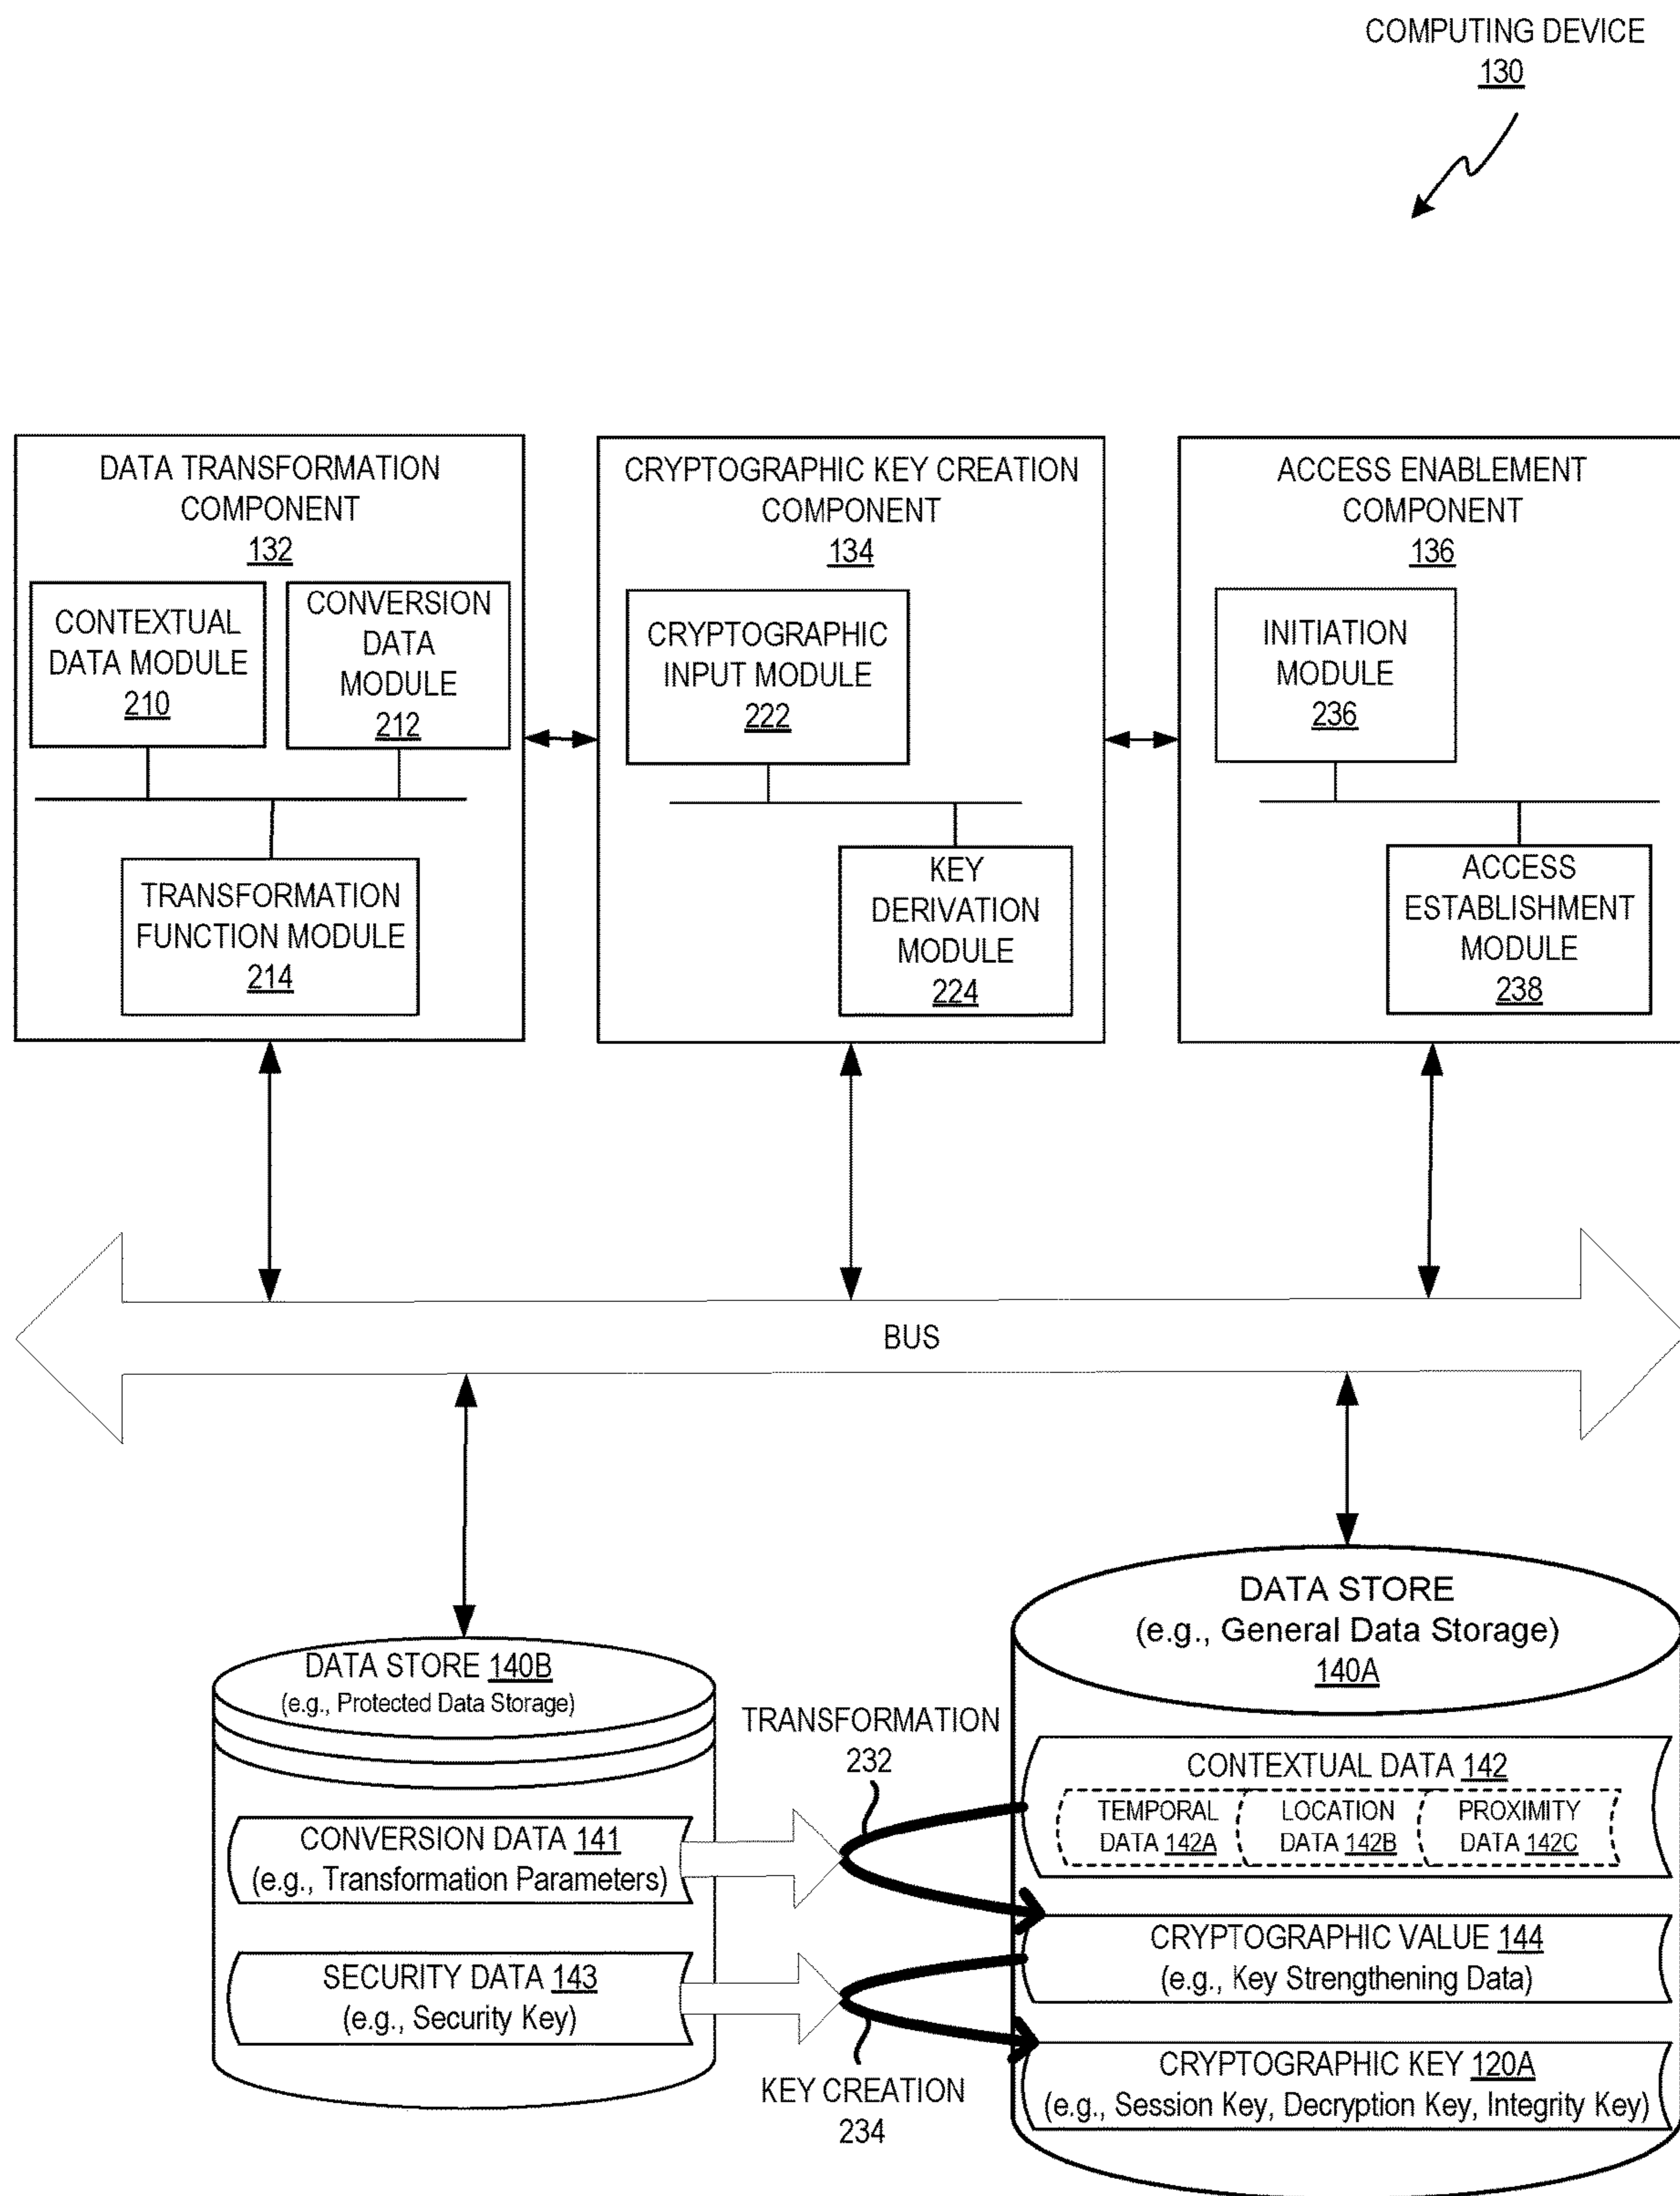 COMPUTING DEVICE
130
DATA TRANSFORMATION
COMPONENT
132
CONTEXTUAL
DATA MODULE
210
CONVERSION
DATA
MODULE
212
TRANSFORMATION
FUNCTION MODULE
214
CRYPTOGRAPHIC KEY CREATION
COMPONENT
134
CRYPTOGRAPHIC
INPUT MODULE
222
KEY
DERIVATION
MODULE
224
ACCESS ENABLEMENT
COMPONENT
136
INITIATION
MODULE
236
ACCESS
ESTABLISHMENT
MODULE
238
BUS
DATA STORE 140B
(e.g., Protected Data Storage)
CONVERSION DATA 141
(e.g., Transformation Parameters)
SECURITY DATA 143
(e.g., Security Key)
TRANSFORMATION
232
KEY CREATION
234
DATA STORE
(e.g., General Data Storage)
140A
CONTEXTUAL DATA 142
TEMPORAL
DATA 142A
LOCATION
DATA 142B
PROXIMITY
DATA 142C
CRYPTOGRAPHIC VALUE 144
(e.g., Key Strengthening Data)
CRYPTOGRAPHIC KEY 120A
(e.g., Session Key, Decryption Key, Integrity Key)